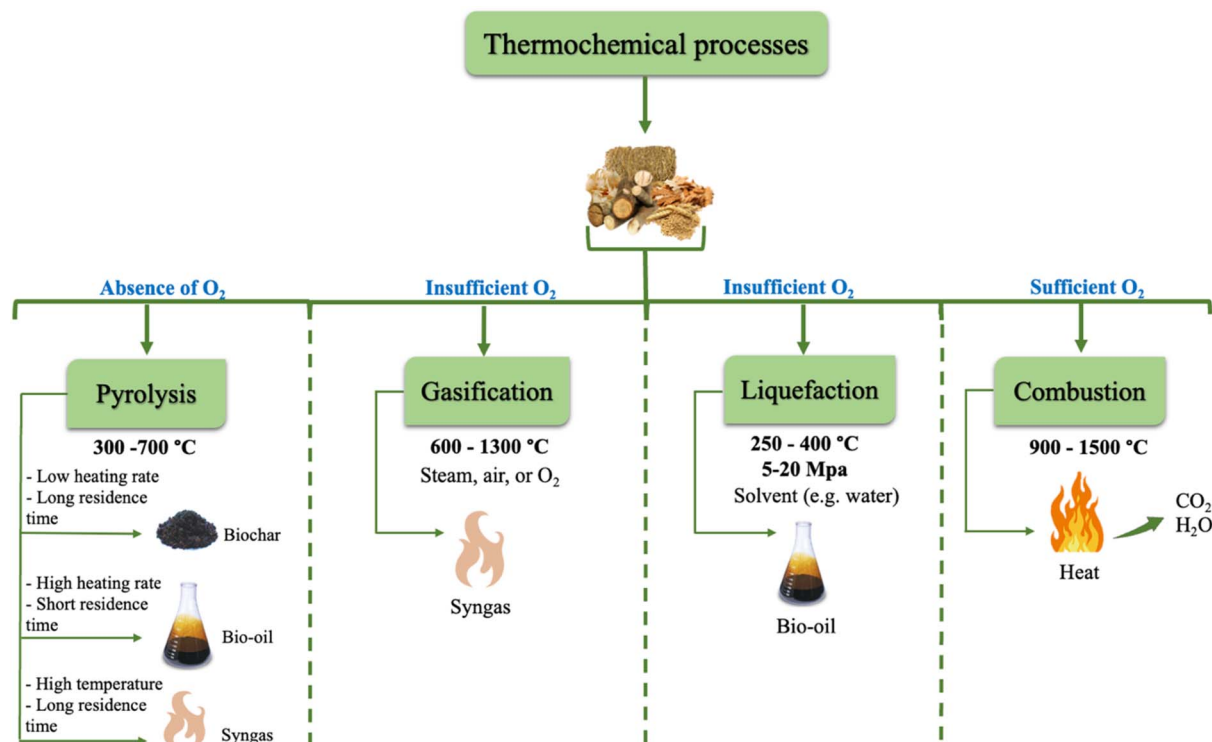 Thermochemical processes
Absence of O₂
Insufficient O₂
Insufficient O₂
Sufficient O₂
Pyrolysis
300 -700 °C
- Low heating rate
- Long residence
time
Biochar
- High heating rate
- Short residence
time
Bio-oil
- High temperature
- Long residence
time
Syngas
Gasification
600 - 1300 °C
Steam, air, or O₂
Syngas
Liquefaction
250 - 400 °C
5-20 Mpa
Solvent (e.g. water)
Bio-oil
Combustion
900 - 1500 °C
Heat
CO₂
H₂O